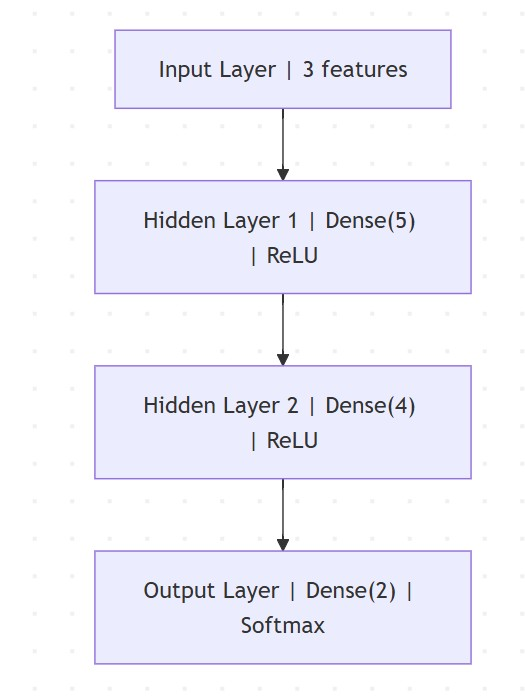 Input Layer | 3 features
Hidden Layer 1 | Dense(5)
| ReLU
Hidden Layer 2 | Dense(4)
| ReLU
Output Layer | Dense(2) |
Softmax